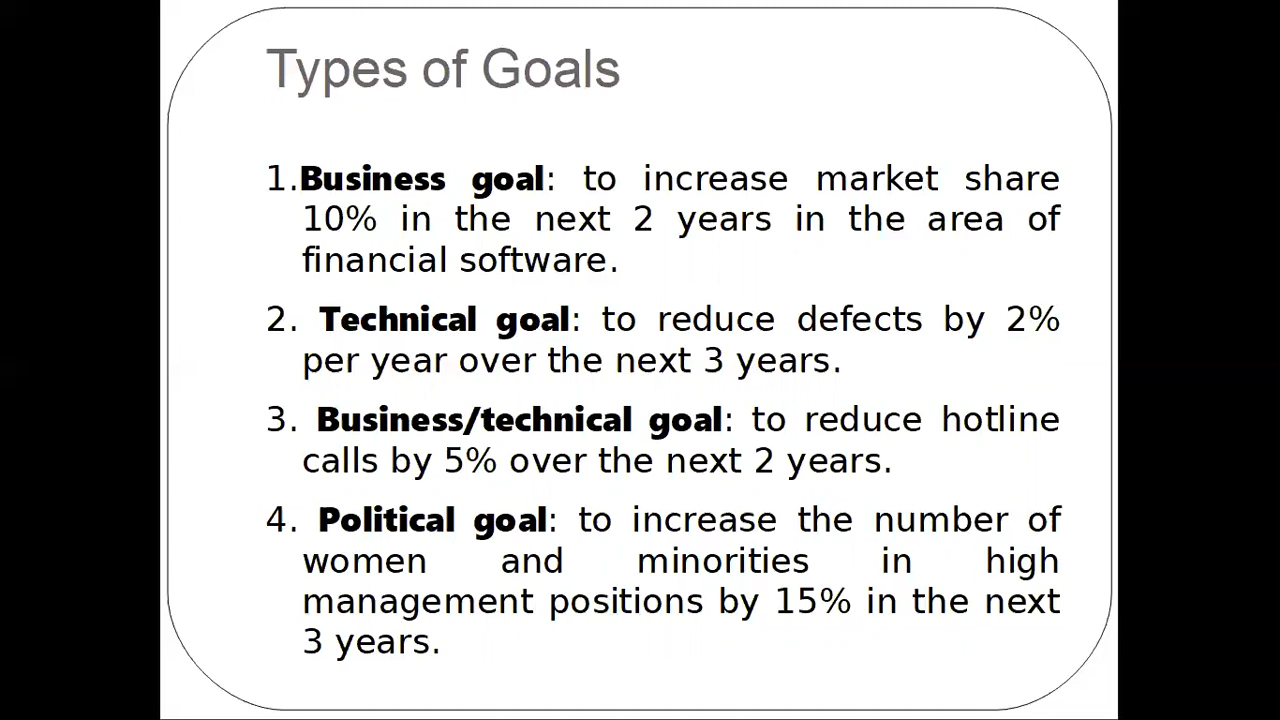 Types of Goals
1.Business goal: to increase market share
10% in the next 2 years in the area of
financial software.
2. Technical goal: to reduce defects by 2%
per year over the next 3 years.
3. Business/technical goal: to reduce hotline
calls by 5% over the next 2 years.
4. Political goal: to increase the number of
women and minorities in high
management positions by 15% in the next
3 years.